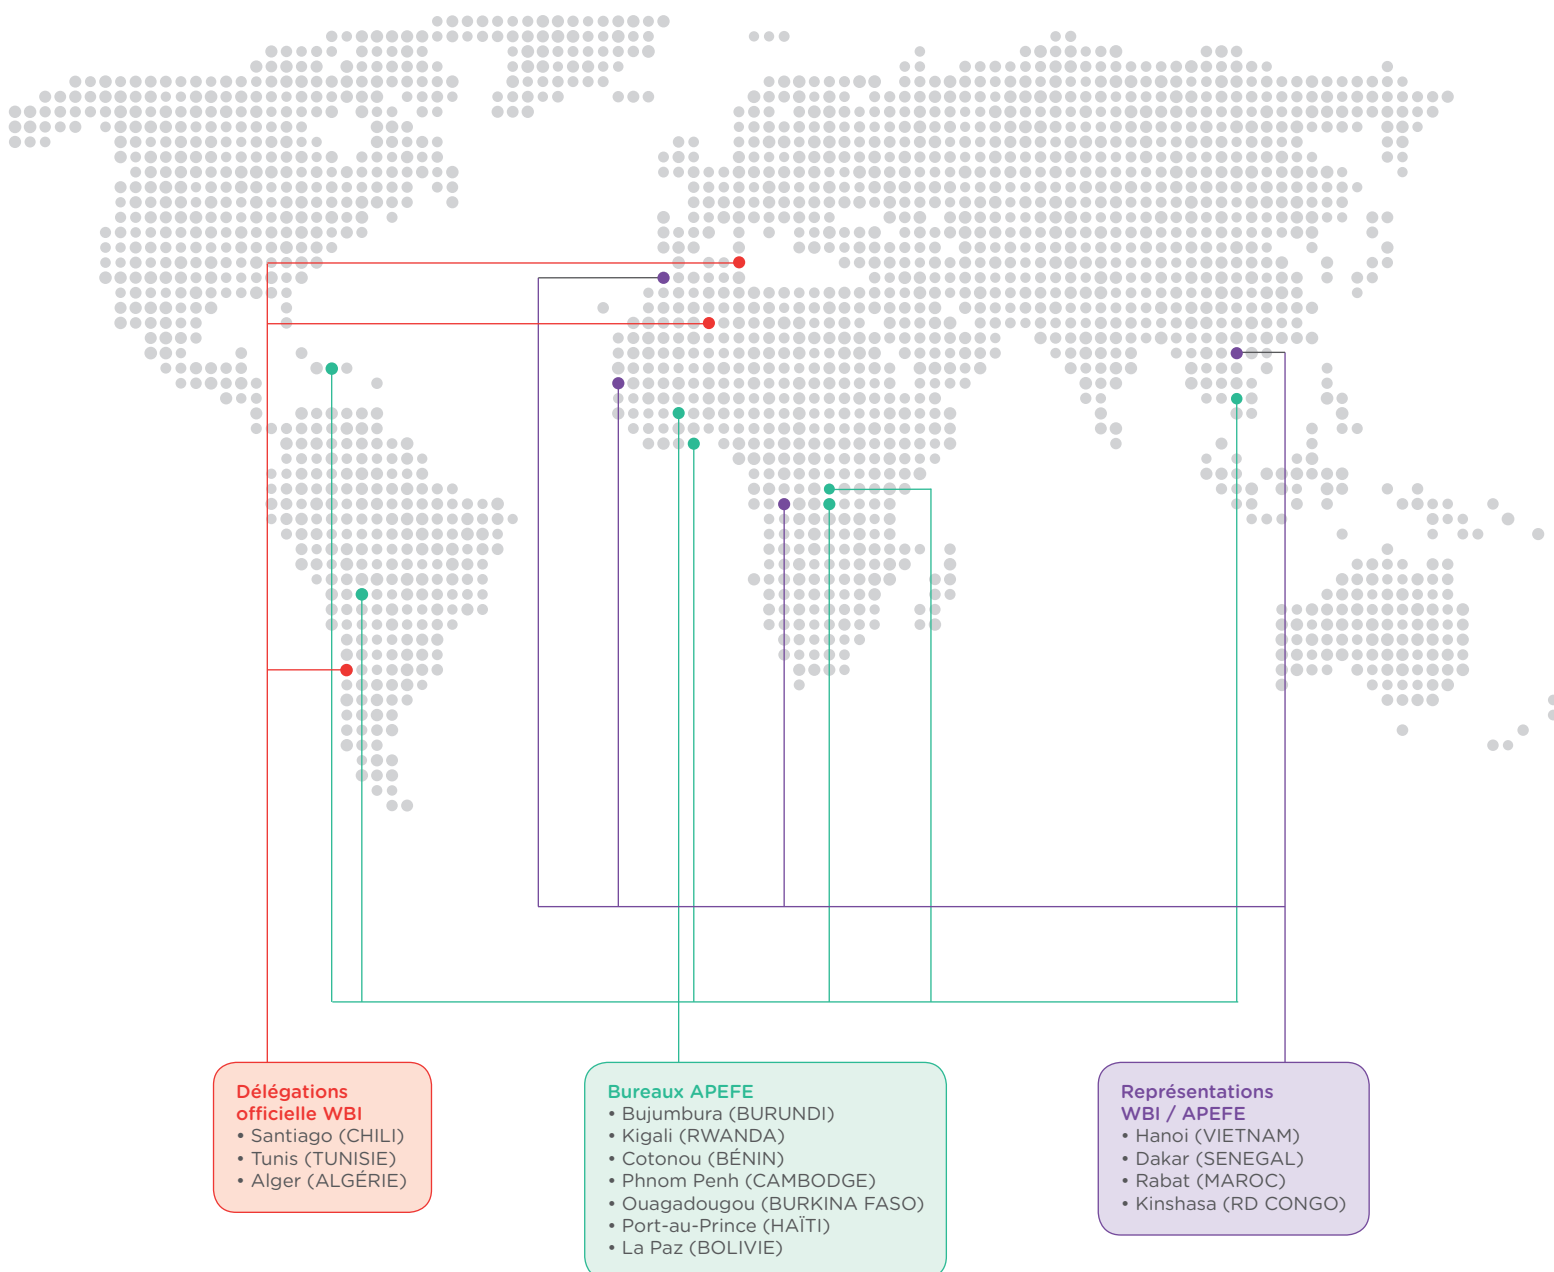 Délégations
officielle WBI
• Santiago (CHILI)
• Tunis (TUNISIE)
• Alger (ALGÉRIE)
Bureaux APEFE
• Bujumbura (BURUNDI)
• Kigali (RWANDA)
• Cotonou (BÉNIN)
• Phnom Penh (CAMBODGE)
• Ouagadougou (BURKINA FASO)
• Port-au-Prince (HAÏTI)
• La Paz (BOLIVIE)
Représentations
WBI / APEFE
• Hanoi (VIETNAM)
• Dakar (SENEGAL)
• Rabat (MAROC)
• Kinshasa (RD CONGO)